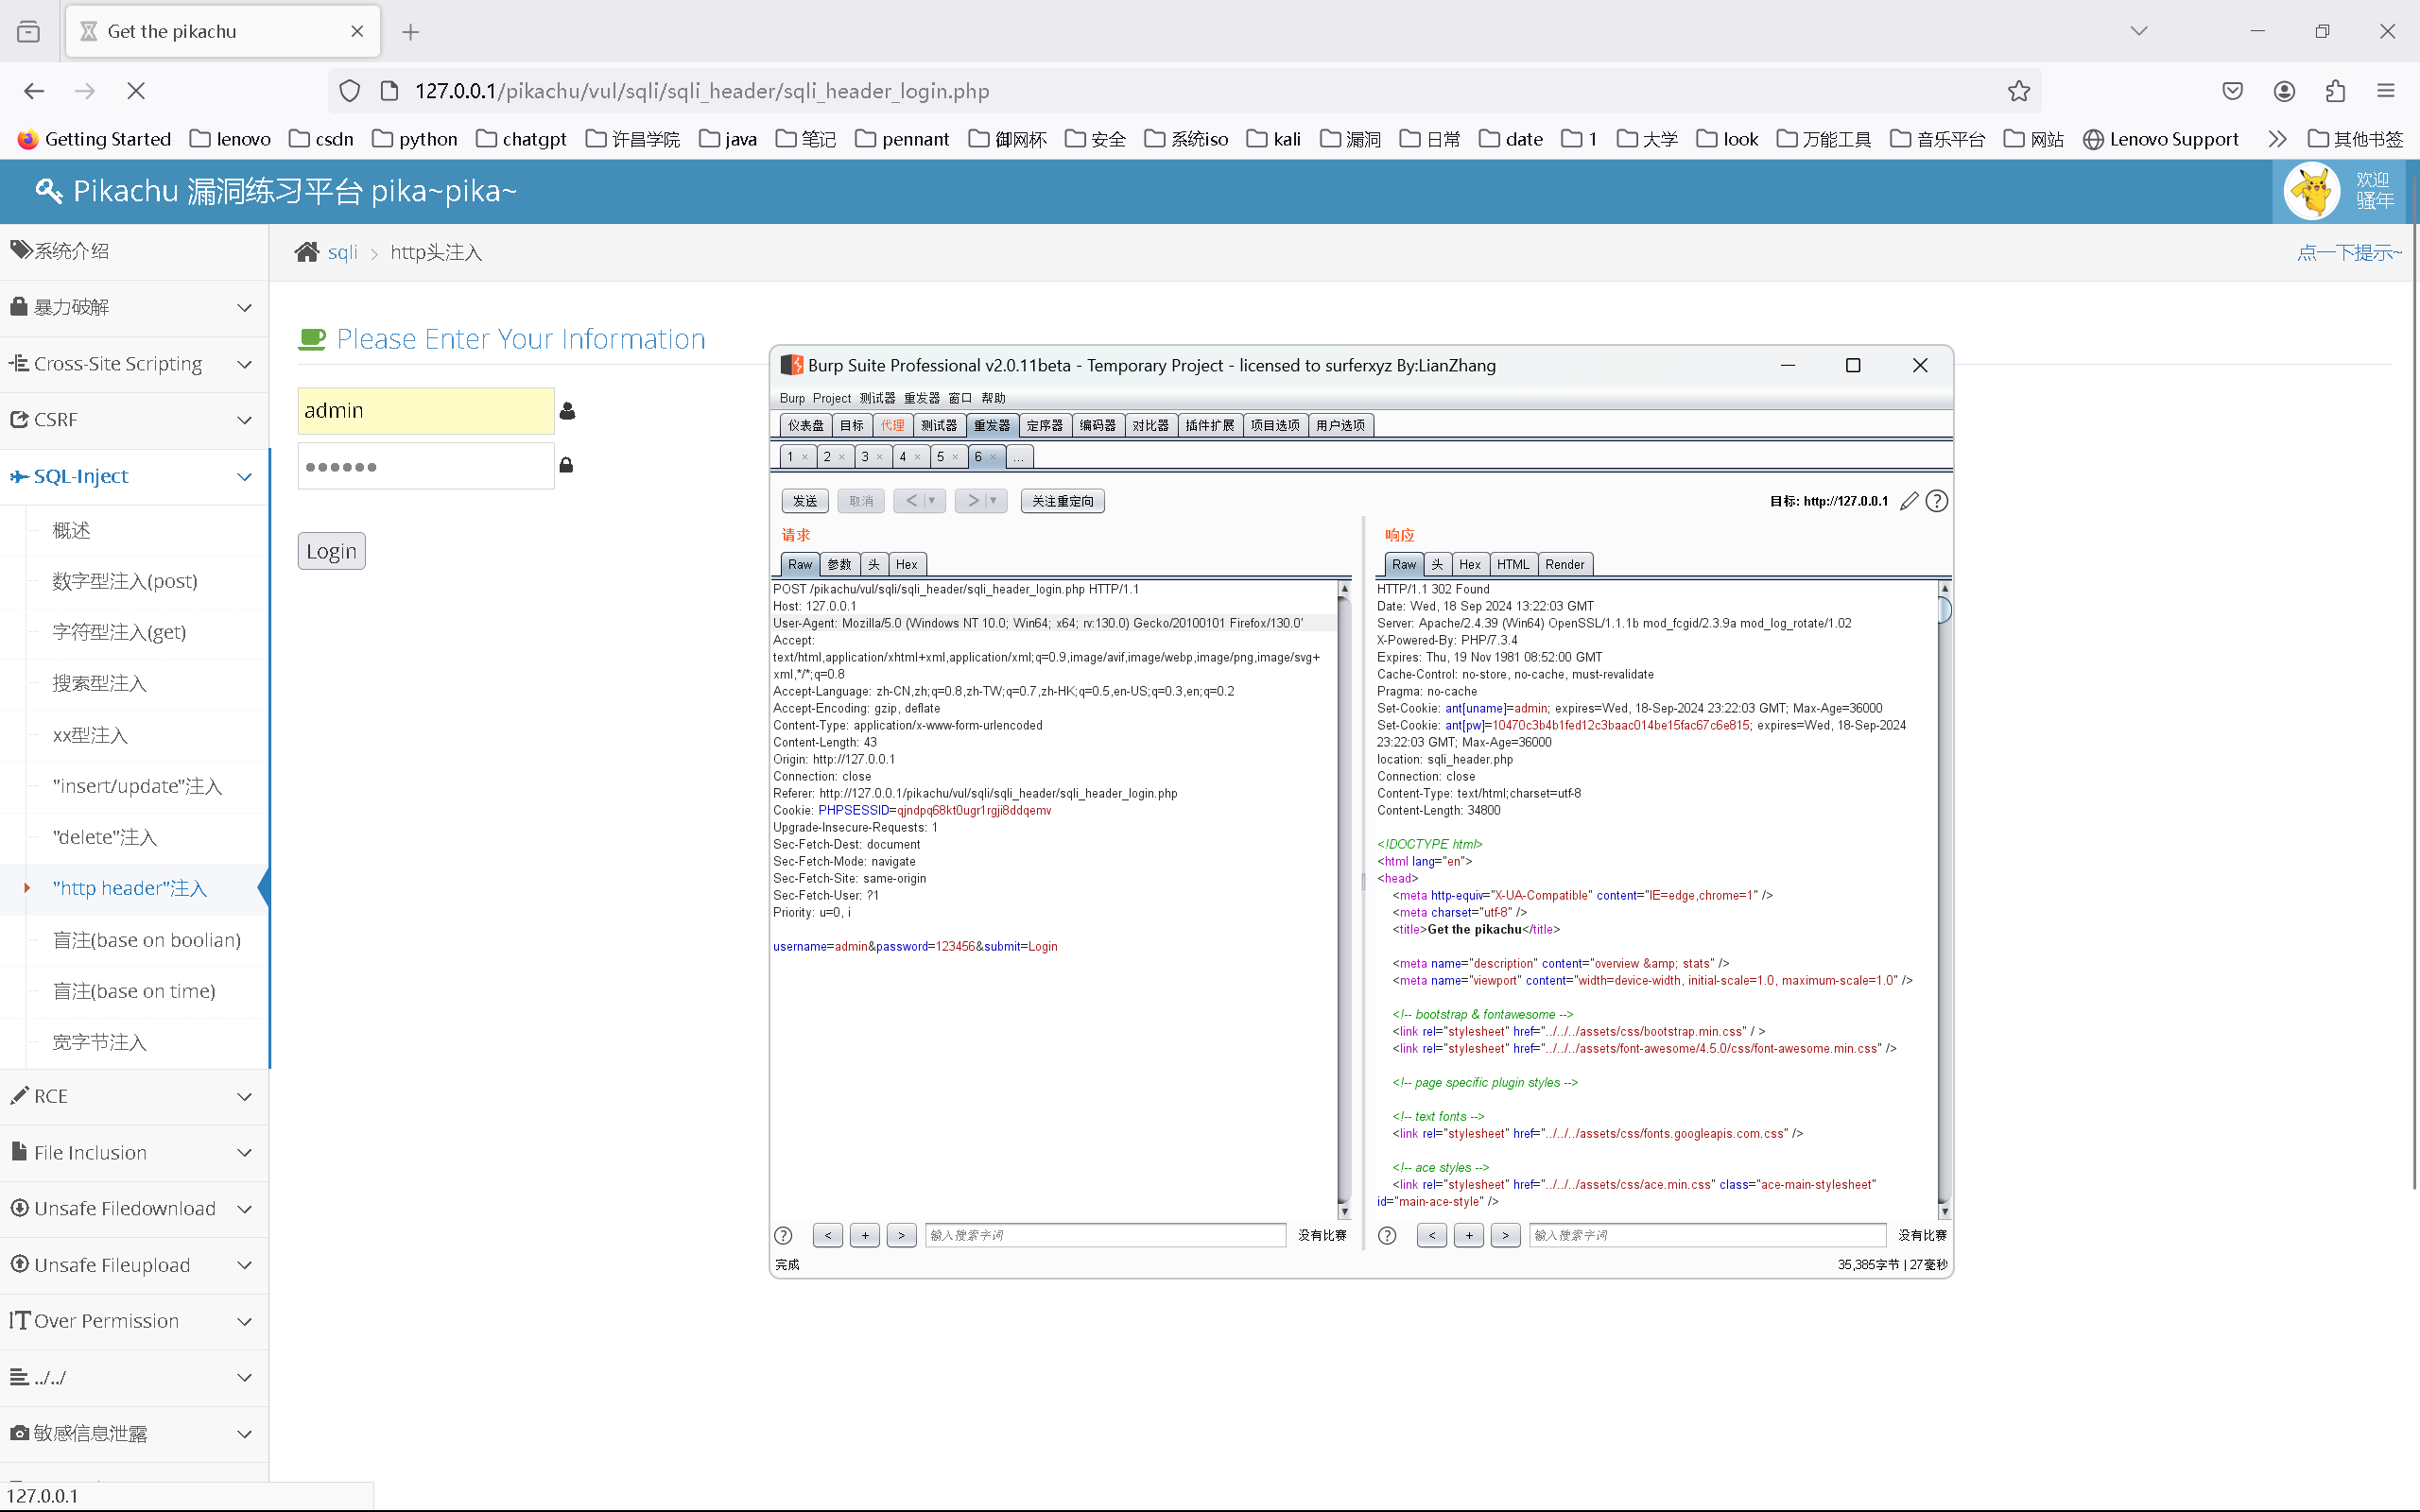 Get the pikachu
127.0.0.1/pikachu/vul/sqli/sqli_header/sqli_header_login.php
Getting Started lenovo csdn python chatgpt 许昌学院 java 笔记 pennant 御网杯 安全 系统iso kali 漏洞 日常 date 1 大学 look 万能工具 音乐平台 网站 Lenovo Support 其他书签
Pikachu 漏洞练习平台 pika~pika~
欢迎
骚年
系统介绍
暴力破解
Cross-Site Scripting
CSRF
SQL-Inject
概述
数字型注入(post)
字符型注入(get)
搜索型注入
xx型注入
"insert/update"注入
"delete"注入
"http header"注入
盲注(base on boolian)
盲注(base on time)
宽字节注入
RCE
File Inclusion
Unsafe Filedownload
Unsafe Fileupload
Over Permission
../../
敏感信息泄露
127.0.0.1
sqli > http头注入
点一下提示~
Please Enter Your Information
admin
••••••
Login
Burp Suite Professional v2.0.11beta - Temporary Project - licensed to surferxyz By:LianZhang
Burp Project 测试器 重发器 窗口 帮助
仪表盘 目标 代理 测试器 重发器 定序器 编码器 对比器 插件扩展 项目选项 用户选项
1 × 2 × 3 × 4 × 5 × 6 × ...
发送 取消 < > 关注重定向
目标: http://127.0.0.1
请求
Raw 参数 头 Hex
POST /pikachu/vul/sqli/sqli_header/sqli_header_login.php HTTP/1.1
Host: 127.0.0.1
User-Agent: Mozilla/5.0 (Windows NT 10.0; Win64; x64; rv:130.0) Gecko/20100101 Firefox/130.0'
Accept:
text/html,application/xhtml+xml,application/xml;q=0.9,image/avif,image/webp,image/png,image/svg+
xml,*/*;q=0.8
Accept-Language: zh-CN,zh;q=0.8,zh-TW;q=0.7,zh-HK;q=0.5,en-US;q=0.3,en;q=0.2
Accept-Encoding: gzip, deflate
Content-Type: application/x-www-form-urlencoded
Content-Length: 43
Origin: http://127.0.0.1
Connection: close
Referer: http://127.0.0.1/pikachu/vul/sqli/sqli_header/sqli_header_login.php
Cookie: PHPSESSID=qjndpq68kt0ugr1rgji8ddqemv
Upgrade-Insecure-Requests: 1
Sec-Fetch-Dest: document
Sec-Fetch-Mode: navigate
Sec-Fetch-Site: same-origin
Sec-Fetch-User: ?1
Priority: u=0, i
username=admin&password=123456&submit=Login
< + > 输入搜索字词 没有比赛
完成
响应
Raw 头 Hex HTML Render
HTTP/1.1 302 Found
Date: Wed, 18 Sep 2024 13:22:03 GMT
Server: Apache/2.4.39 (Win64) OpenSSL/1.1.1b mod_fcgid/2.3.9a mod_log_rotate/1.02
X-Powered-By: PHP/7.3.4
Expires: Thu, 19 Nov 1981 08:52:00 GMT
Cache-Control: no-store, no-cache, must-revalidate
Pragma: no-cache
Set-Cookie: ant[uname]=admin; expires=Wed, 18-Sep-2024 23:22:03 GMT; Max-Age=36000
Set-Cookie: ant[pw]=10470c3b4b1fed12c3baac014be15fac67c6e815; expires=Wed, 18-Sep-2024
23:22:03 GMT; Max-Age=36000
location: sqli_header.php
Connection: close
Content-Type: text/html;charset=utf-8
Content-Length: 34800
<!DOCTYPE html>
<html lang="en">
<head>
<meta http-equiv="X-UA-Compatible" content="IE=edge,chrome=1" />
<meta charset="utf-8" />
<title>Get the pikachu</title>
<meta name="description" content="overview &amp; stats" />
<meta name="viewport" content="width=device-width, initial-scale=1.0, maximum-scale=1.0" />
<!-- bootstrap & fontawesome -->
<link rel="stylesheet" href="../../../assets/css/bootstrap.min.css" / >
<link rel="stylesheet" href="../../../assets/font-awesome/4.5.0/css/font-awesome.min.css" />
<!-- page specific plugin styles -->
<!-- text fonts -->
<link rel="stylesheet" href="../../../assets/css/fonts.googleapis.com.css" />
<!-- ace styles -->
<link rel="stylesheet" href="../../../assets/css/ace.min.css" class="ace-main-stylesheet"
id="main-ace-style" />
< + > 输入搜索字词 没有比赛
35,385字节 | 27毫秒